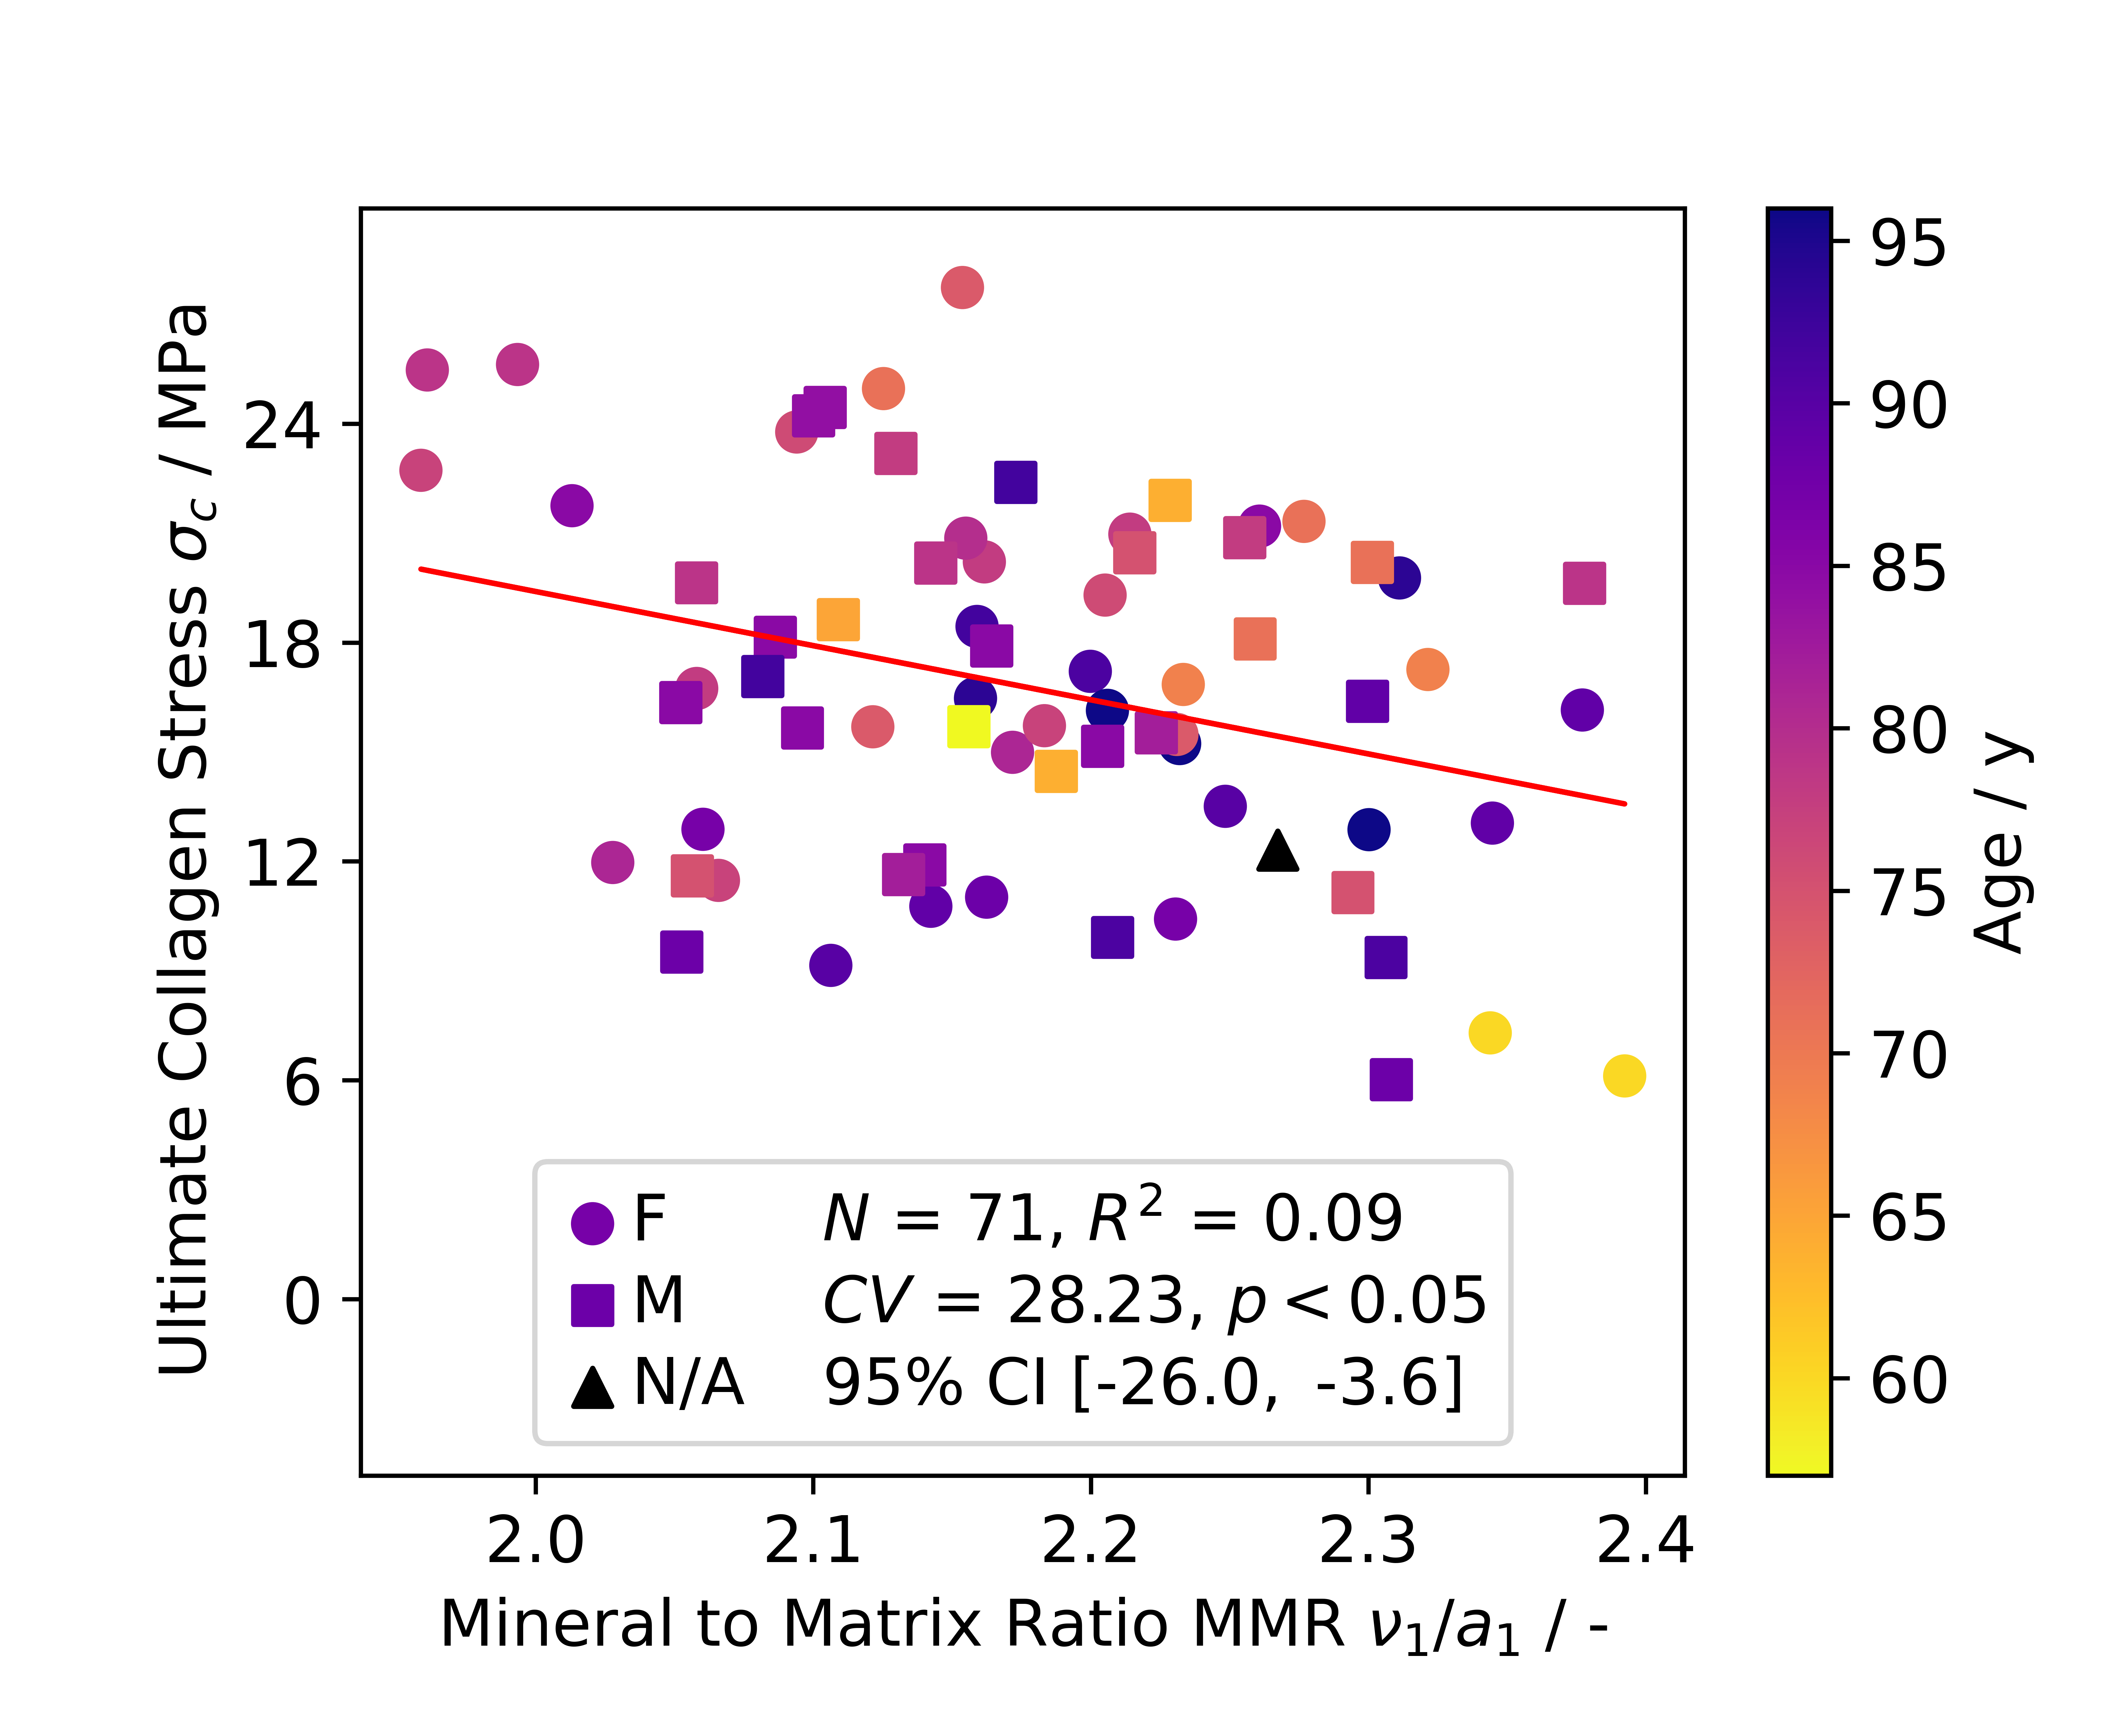 Ultimate Collagen Stress σc / MPa
24
18
12
6
0
F N = 71, R² = 0.09
M CV = 28.23, p < 0.05
N/A 95% CI [-26.0, -3.6]
2.0 2.1 2.2 2.3 2.4
Mineral to Matrix Ratio MMR ν₁/a₁ / -
95
90
85
80
75
70
65
60
Age / y